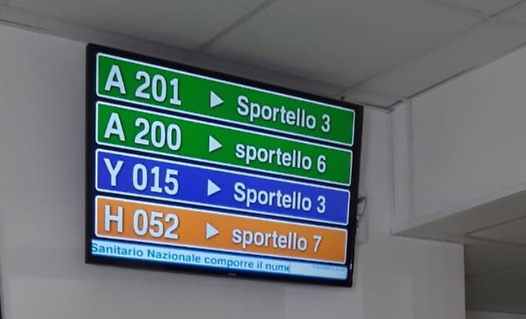 A 201 ▶ Sportello 3
A 200 ▶ sportello 6
Y 015 ▶ Sportello 3
H 052 ▶ sportello 7
Sanitario Nazionale comporre il nume